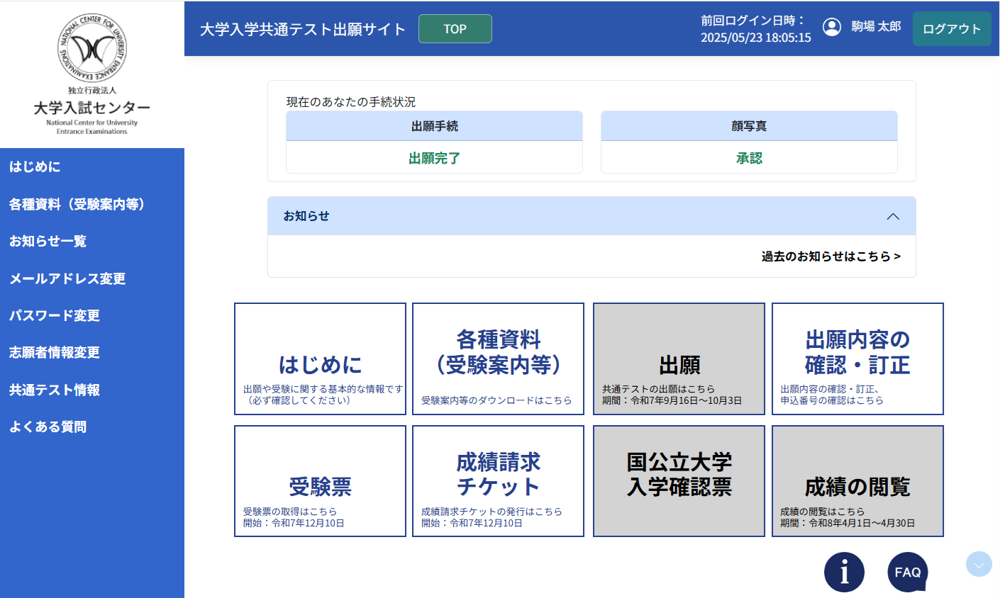 NATIONAL CENTER FOR UNIVERSITY ENTRANCE EXAMINATIONS
独立行政法人
大学入試センター
National Center for University
Entrance Examinations
はじめに
各種資料（受験案内等）
お知らせ一覧
メールアドレス変更
パスワード変更
志願者情報変更
共通テスト情報
よくある質問
大学入学共通テスト出願サイト
TOP
前回ログイン日時：
2025/05/23 18:05:15
駒場 太郎
ログアウト
現在のあなたの手続状況
出願手続
出願完了
顔写真
承認
お知らせ
過去のお知らせはこちら >
はじめに
出願や受験に関する基本的な情報です
（必ず確認してください）
各種資料
（受験案内等）
受験案内等のダウンロードはこちら
出願
共通テストの出願はこちら
期間：令和7年9月16日～10月3日
出願内容の
確認・訂正
出願内容の確認・訂正、
申込番号の確認はこちら
受験票
受験票の取得はこちら
開始：令和7年12月10日
成績請求
チケット
成績請求チケットの発行はこちら
開始：令和7年12月10日
国公立大学
入学確認票
成績の閲覧
成績の閲覧はこちら
期間：令和8年4月1日～4月30日
i
FAQ